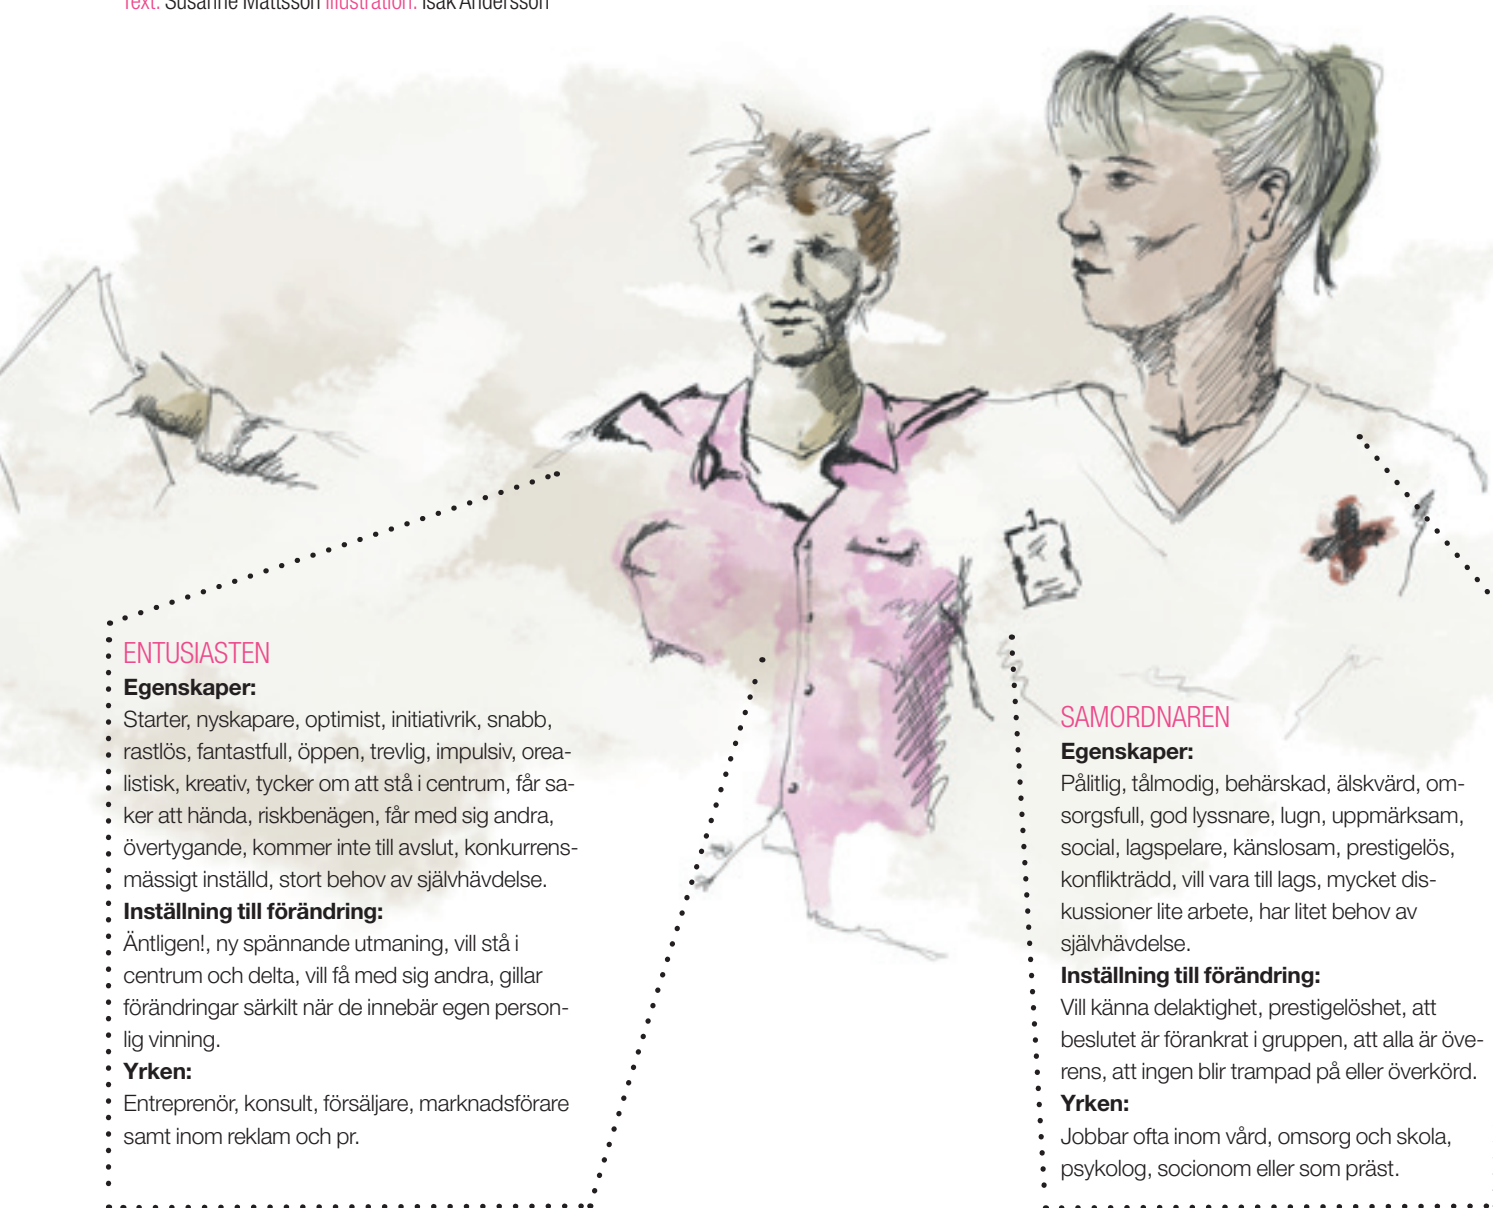 Text: Susanne Mattsson Illustration: Isak Andersson
ENTUSIASTEN
Egenskaper:
Starter, nyskapare, optimist, initiativrik, snabb,
rastlös, fantastfull, öppen, trevlig, impulsiv, orea-
listisk, kreativ, tycker om att stå i centrum, får sa-
ker att hända, riskbenägen, får med sig andra,
övertygande, kommer inte till avslut, konkurrens-
mässigt inställd, stort behov av självhävdelse.
Inställning till förändring:
Äntligen!, ny spännande utmaning, vill stå i
centrum och delta, vill få med sig andra, gillar
förändringar särkilt när de innebär egen person-
lig vinning.
Yrken:
Entreprenör, konsult, försäljare, marknadsförare
samt inom reklam och pr.
SAMORDNAREN
Egenskaper:
Pålitlig, tålmodig, behärskad, älskvärd, om-
sorgsfull, god lyssnare, lugn, uppmärksam,
social, lagspelare, känslosam, prestigelös,
konflikträdd, vill vara till lags, mycket dis-
kussioner lite arbete, har litet behov av
självhävdelse.
Inställning till förändring:
Vill känna delaktighet, prestigelöshet, att
beslutet är förankrat i gruppen, att alla är öve-
rens, att ingen blir trampad på eller överkörd.
Yrken:
Jobbar ofta inom vård, omsorg och skola,
psykolog, socionom eller som präst.